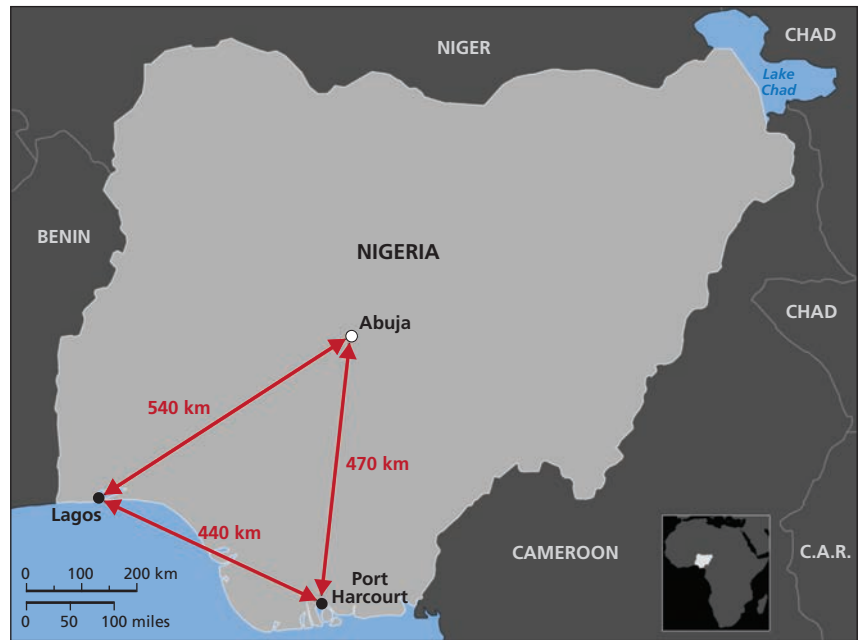 NIGER
CHAD
Lake
Chad
BENIN
NIGERIA
CHAD
Abuja
540 km
470 km
Lagos
440 km
CAMEROON
C.A.R.
0 100 200 km
Port
Harcourt
0 50 100 miles